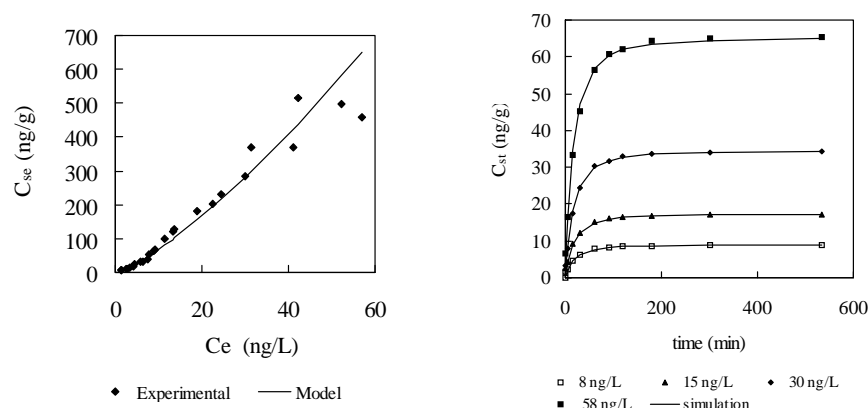 700
600
500
400
300
200
100
0
0 20 40 60
C_se (ng/g)
Ce (ng/L)
Experimental Model
70
60
50
40
30
20
10
0
0 200 400 600
C_st (ng/g)
time (min)
8 ng/L 15 ng/L 30 ng/L
58 ng/L simulation